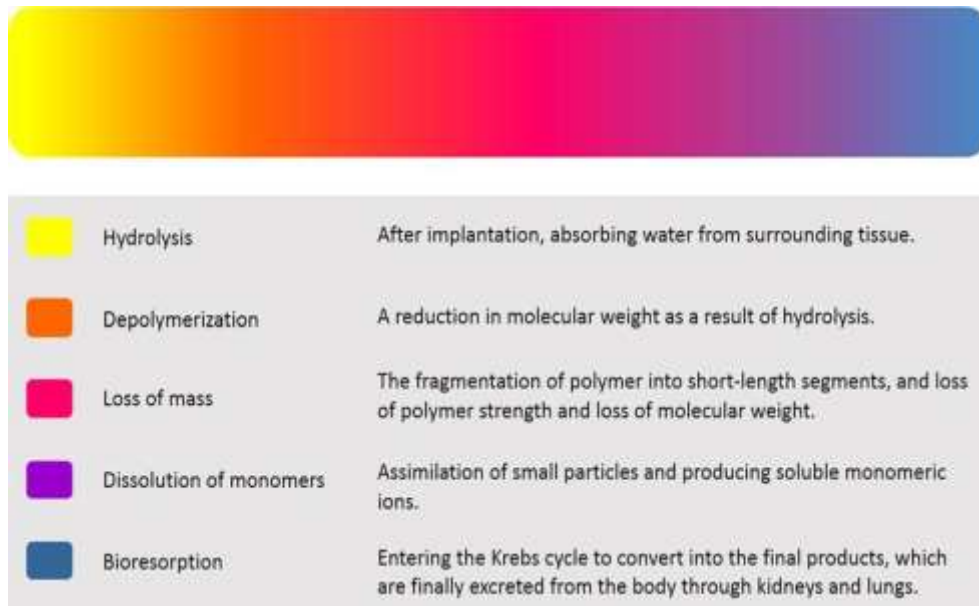 Hydrolysis
After implantation, absorbing water from surrounding tissue.
Depolymerization
A reduction in molecular weight as a result of hydrolysis.
Loss of mass
The fragmentation of polymer into short-length segments, and loss
of polymer strength and loss of molecular weight.
Dissolution of monomers
Assimilation of small particles and producing soluble monomeric
ions.
Bioresorption
Entering the Krebs cycle to convert into the final products, which
are finally excreted from the body through kidneys and lungs.